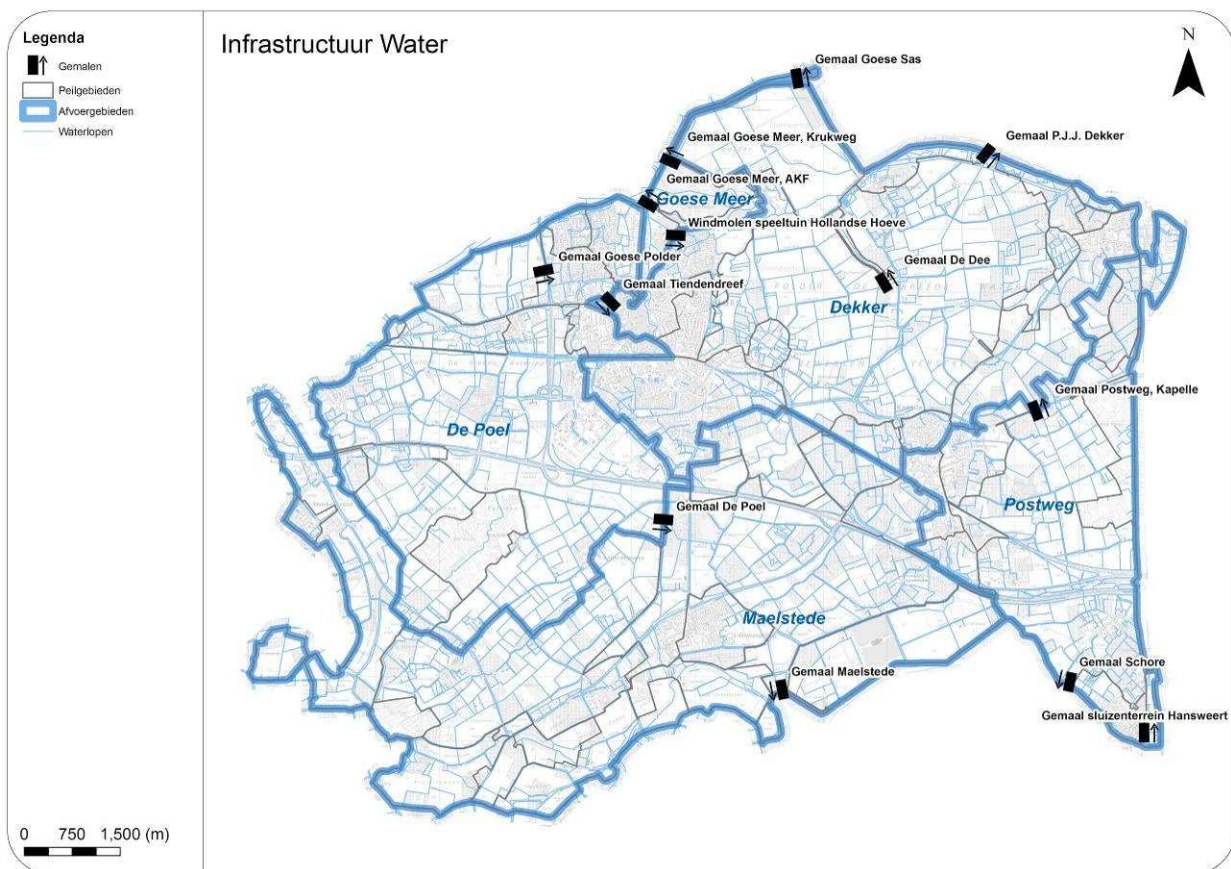 Legenda
Gemalen
Peilgebieden
Afvoergebieden
Waterlopen
0 750 1,500 (m)
Infrastructuur Water
N
Gemaal Goese Sas
Gemaal P.J.J. Dekker
Gemaal Goese Meer, Krukweg
Gemaal Goese Meer, AKF
Goese Meer
Windmolen speeltuin Hollandse Hoeve
Gemaal Goese Polder
Gemaal De Dee
Gemaal Tiendendreef
Dekker
Gemaal Postweg, Kapelle
De Poel
Postweg
Gemaal De Poel
Maelstede
Gemaal Maelstede
Gemaal Schore
Gemaal sluizenterrein Hansweert